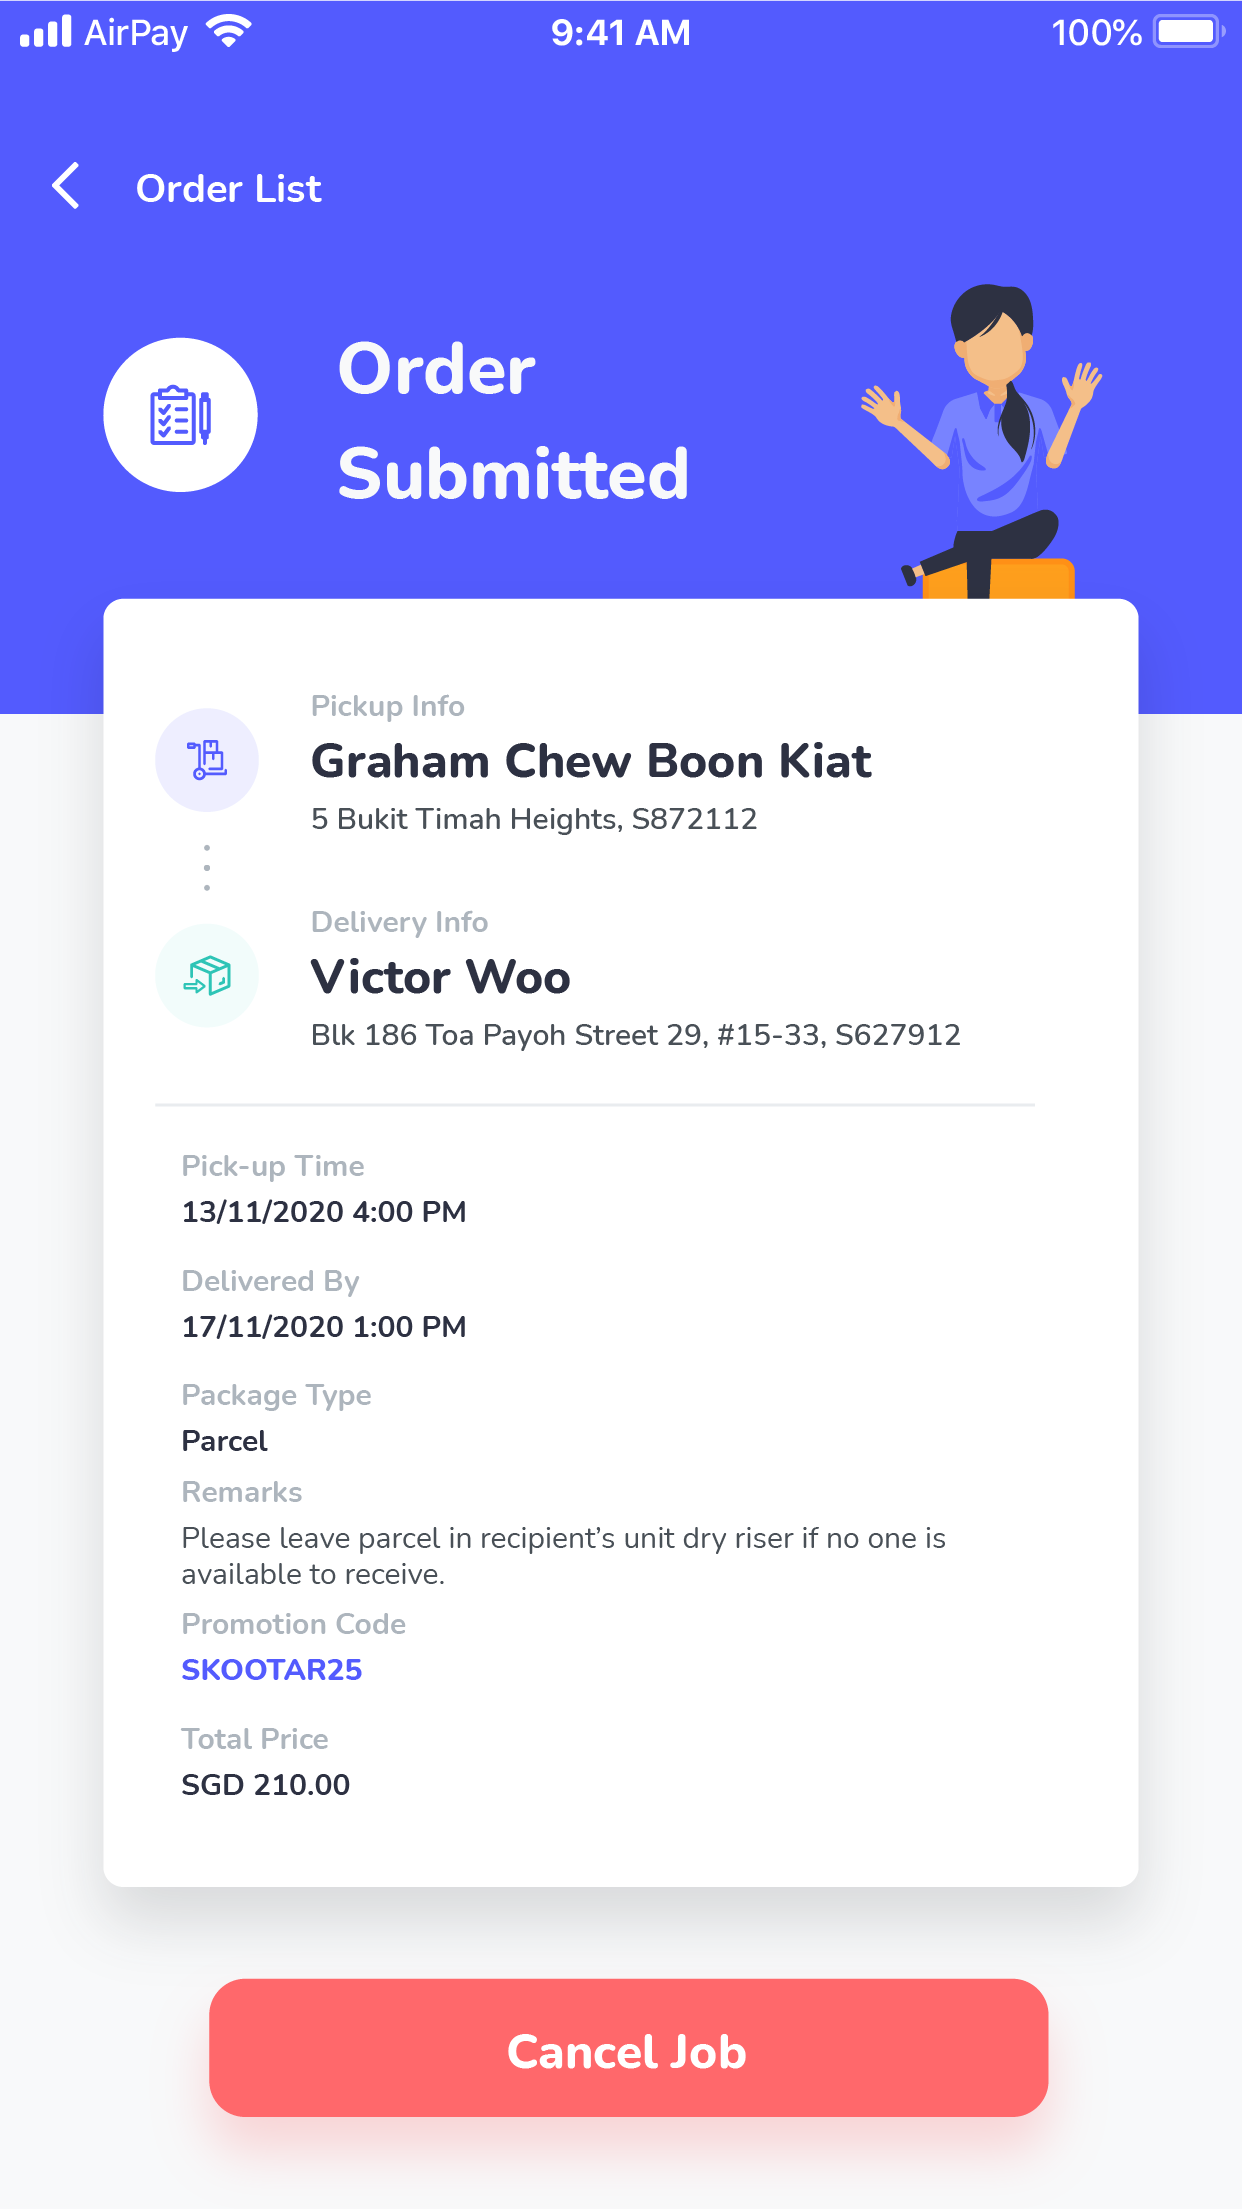 AirPay
9:41 AM
100%
Order List
Order
Submitted
Pickup Info
Graham Chew Boon Kiat
5 Bukit Timah Heights, S872112
Delivery Info
Victor Woo
Blk 186 Toa Payoh Street 29, #15-33, S627912
Pick-up Time
13/11/2020 4:00 PM
Delivered By
17/11/2020 1:00 PM
Package Type
Parcel
Remarks
Please leave parcel in recipient’s unit dry riser if no one is
available to receive.
Promotion Code
SKOOTAR25
Total Price
SGD 210.00
Cancel Job